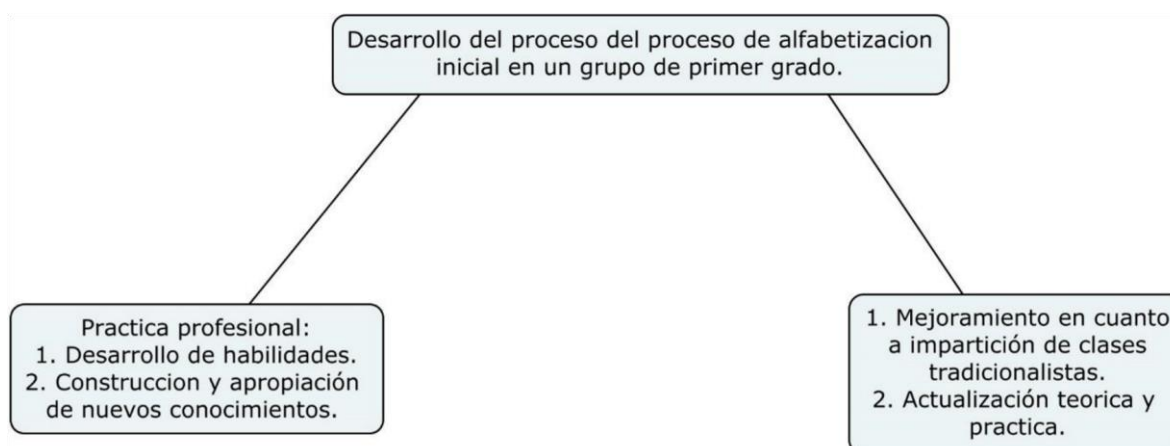 Desarrollo del proceso del proceso de alfabetizacion
inicial en un grupo de primer grado.
Practica profesional:
1. Desarrollo de habilidades.
2. Construccion y apropiación
de nuevos conocimientos.
1. Mejoramiento en cuanto
a impartición de clases
tradicionalistas.
2. Actualización teorica y
practica.